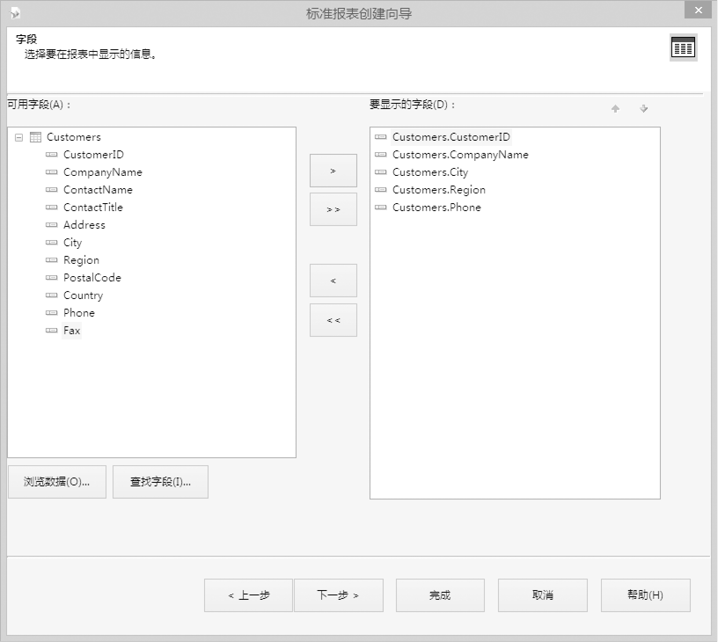 标准报表创建向导
字段
选择要在报表中显示的信息。
可用字段(A)：
Customers
CustomerID
CompanyName
ContactName
ContactTitle
Address
City
Region
PostalCode
Country
Phone
Fax
浏览数据(O)...
查找字段(I)...
>
>>
<
<<
要显示的字段(D)：
Customers.CustomerID
Customers.CompanyName
Customers.City
Customers.Region
Customers.Phone
< 上一步
下一步 >
完成
取消
帮助(H)